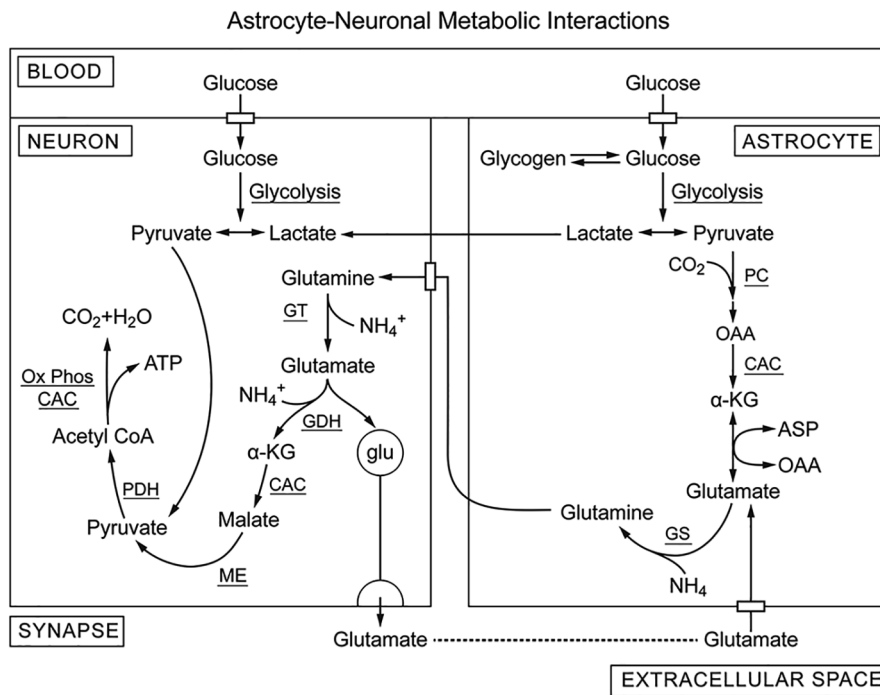 Astrocyte-Neuronal Metabolic Interactions
BLOOD
Glucose
Glucose
NEURON
ASTROCYTE
Glucose
Glycogen
Glucose
Glycolysis
Glycolysis
Pyruvate
Lactate
Lactate
Pyruvate
CO₂
PC
Glutamine
GT
NH₄⁺
CO₂+H₂O
OAA
ATP
Glutamate
CAC
Ox Phos
CAC
NH₄⁺
GDH
α-KG
Acetyl CoA
α-KG
glu
ASP
OAA
CAC
PDH
Glutamate
Pyruvate
Malate
Glutamine
GS
ME
NH₄
SYNAPSE
Glutamate
Glutamate
EXTRACELLULAR SPACE